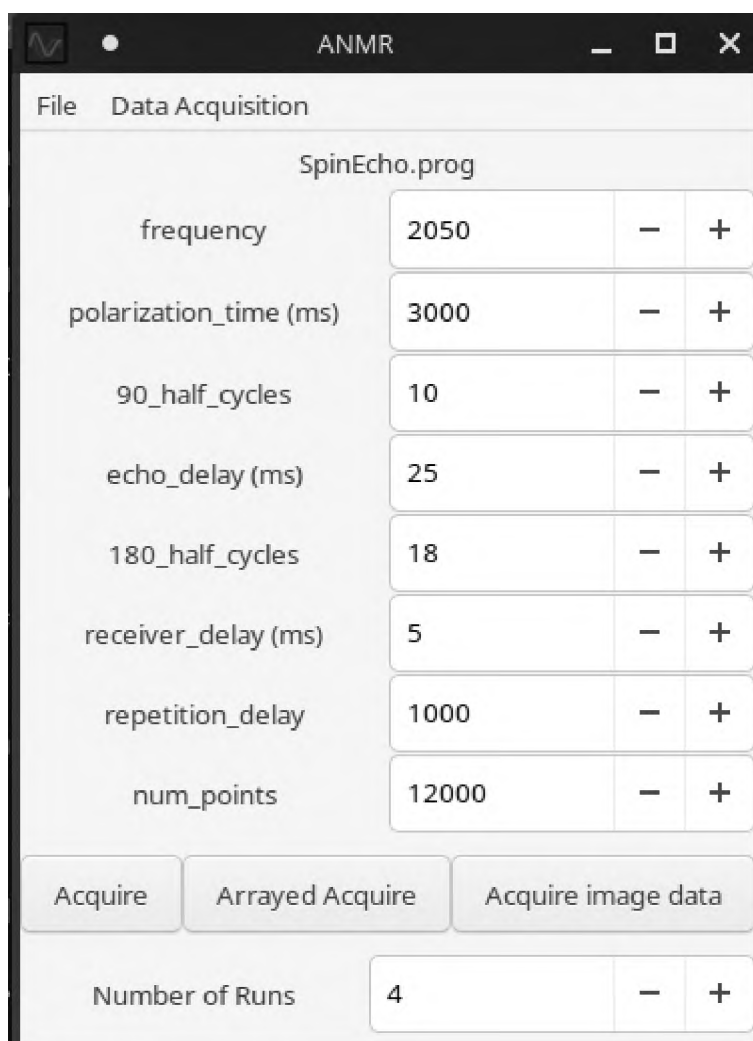 ANMR
File Data Acquisition
SpinEcho.prog
frequency 2050 − +
polarization_time (ms) 3000 − +
90_half_cycles 10 − +
echo_delay (ms) 25 − +
180_half_cycles 18 − +
receiver_delay (ms) 5 − +
repetition_delay 1000 − +
num_points 12000 − +
Acquire Arrayed Acquire Acquire image data
Number of Runs 4 − +